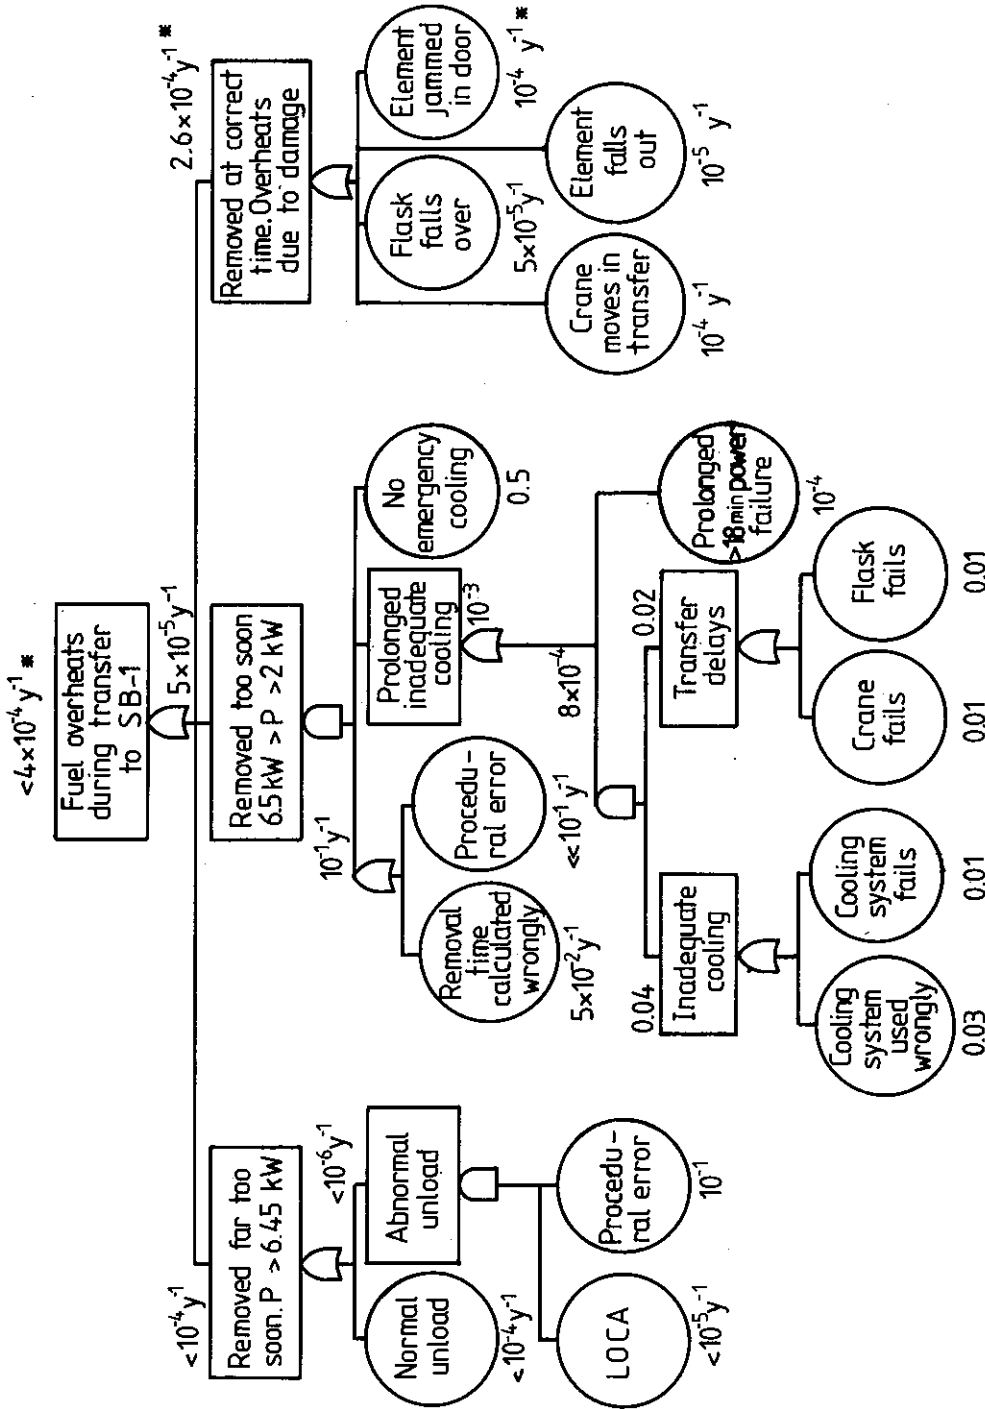 <4×10⁻⁴y⁻¹*
Fuel overheats
during transfer
to SB-1
<10⁻⁴y⁻¹
Removed far too
soon. P >6.45 kW
5×10⁻⁵y⁻¹
Removed too soon
6.5kW > P >2 kW
2.6×10⁻⁴y⁻¹*
Removed at correct
time. Overheats
due to damage
Normal
unload
<10⁻⁴y⁻¹
<10⁻⁶y⁻¹
Abnormal
unload
LOCA
<10⁻⁵y⁻¹
Procedu-
ral error
10⁻¹
10⁻¹y⁻¹
Removal
time
calculated
wrongly
5×10⁻²y⁻¹
Procedu-
ral error
≪10⁻¹y⁻¹
Prolonged
inadequate
cooling
10⁻³
No
emergency
cooling
0.5
8×10⁻⁴
Prolonged
>18min power
failure
10⁻⁴
0.04
Inadequate
cooling
0.02
Transfer
delays
Cooling
system
used
wrongly
0.03
Cooling
system
fails
0.01
Crane
fails
0.01
Flask
fails
0.01
Flask
falls
over
5×10⁻⁵y⁻¹
Element
jammed
in door
10⁻⁴ y⁻¹*
Crane
moves in
transfer
10⁻⁴ y⁻¹
Element
falls
out
10⁻⁵ y⁻¹